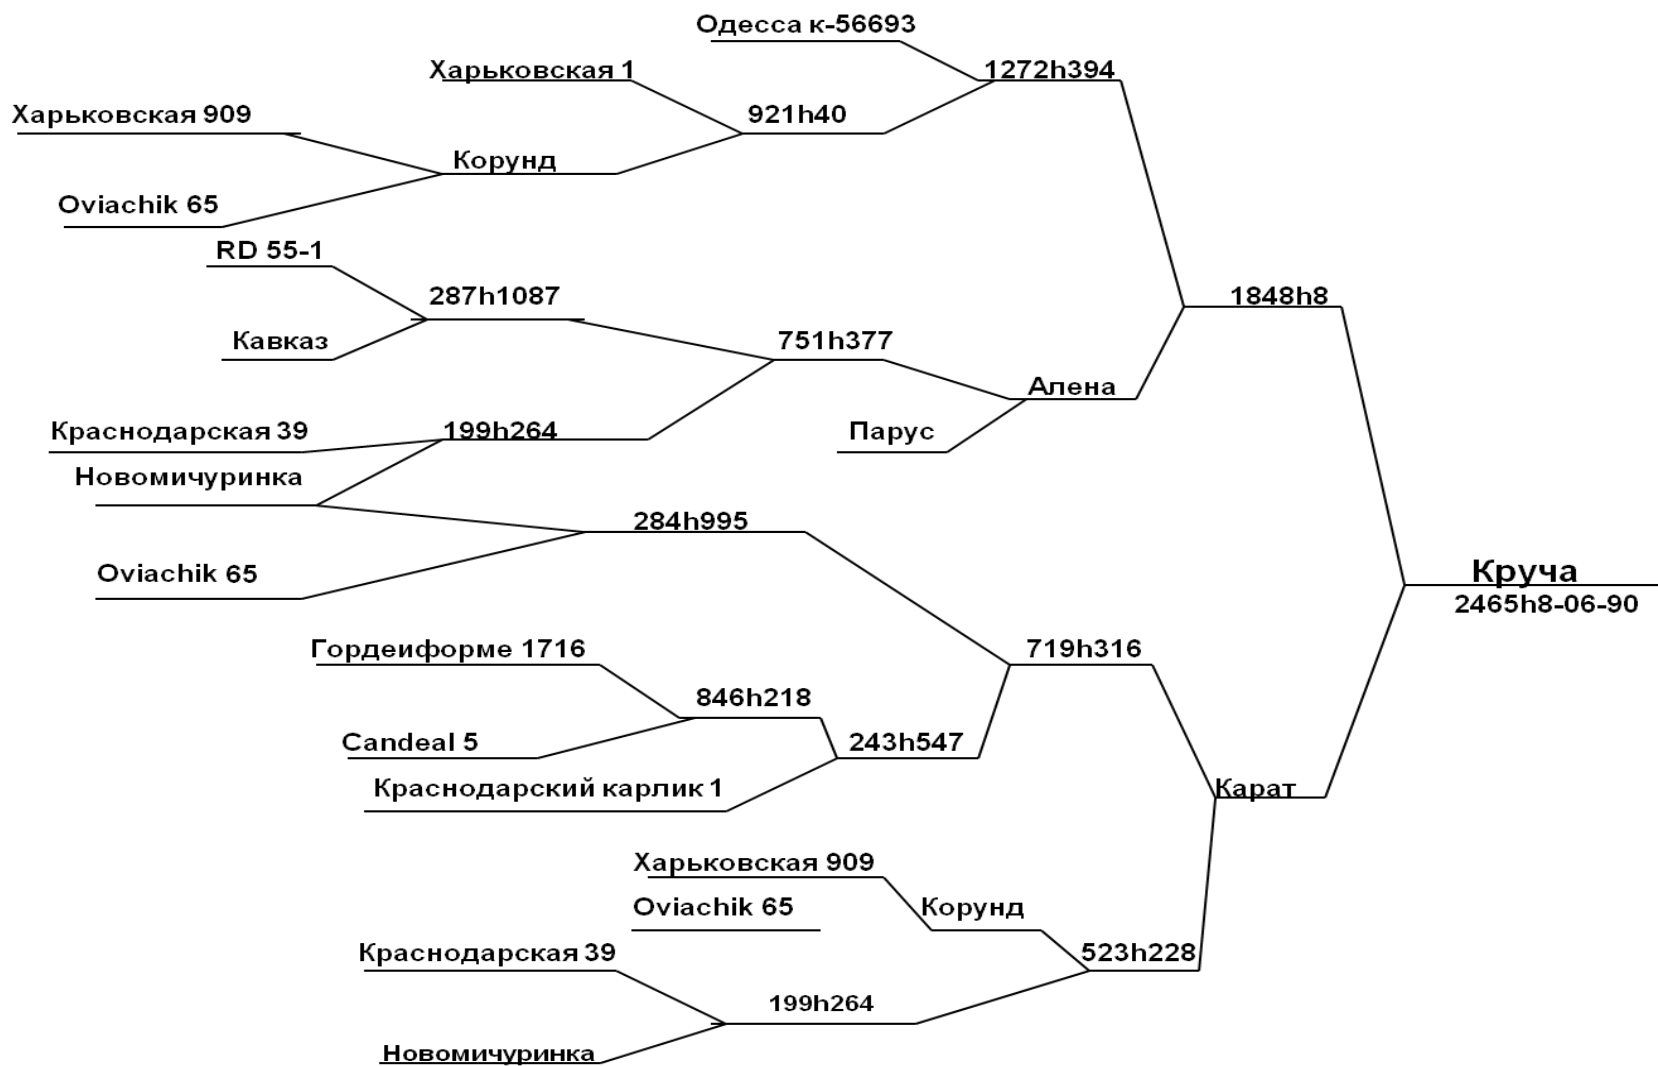 Одесса к-56693
Харьковская 1
1272h394
Харьковская 909
921h40
Корунд
Oviachik 65
RD 55-1
287h1087
1848h8
Кавказ
751h377
Алена
Краснодарская 39
199h264
Парус
Новомичуринка
284h995
Oviachik 65
Круча
2465h8-06-90
Гордеиформе 1716
719h316
846h218
Candeal 5
243h547
Краснодарский карлик 1
Карат
Харьковская 909
Oviachik 65
Корунд
Краснодарская 39
523h228
199h264
Новомичуринка